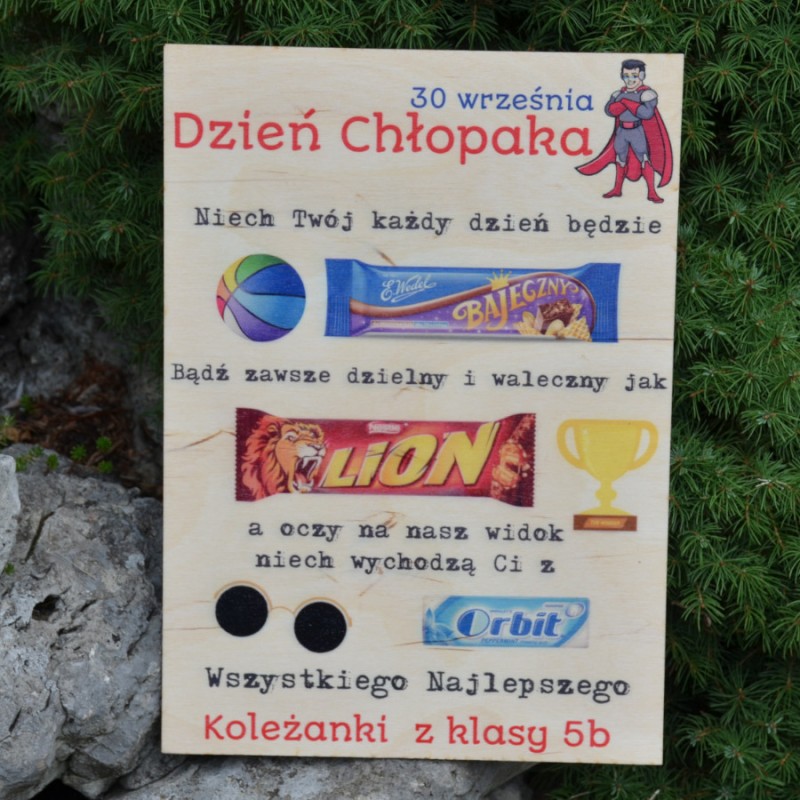 30 września
Dzień Chłopaka
Niech Twój każdy dzień będzie
E. Wedel
BAJECZNY
Bądź zawsze dzielny i waleczny jak
Nestlé
LION
a oczy na nasz widok
niech wychodzą Ci z
Orbit
PEPPERMINT
Wszystkiego Najlepszego
Koleżanki z klasy 5b